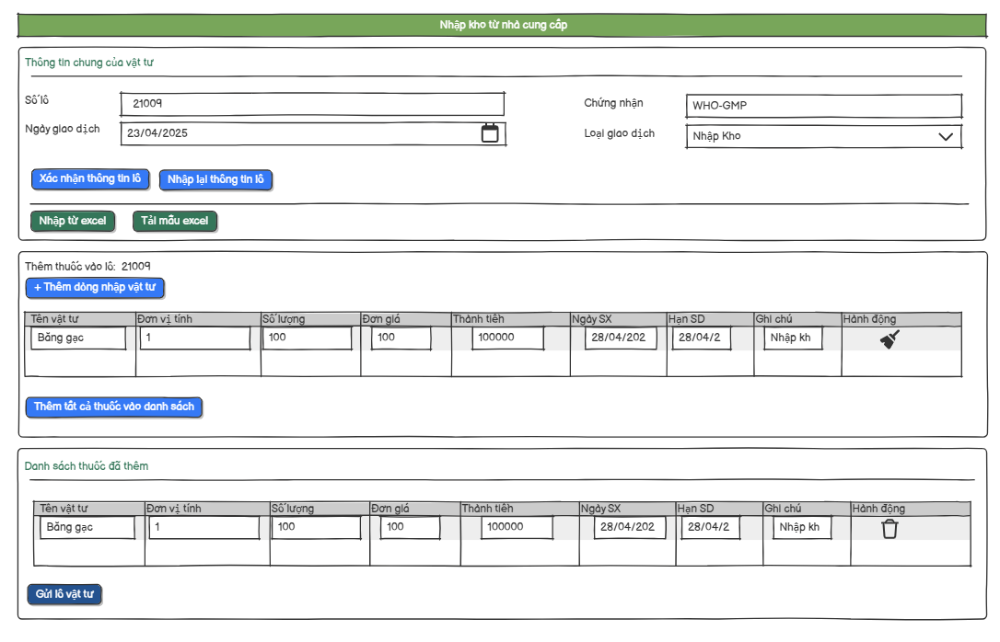 Nhập kho từ nhà cung cấp
Thông tin chung của vật tư
Số lô 21009 Chứng nhận WHO-GMP
Ngày giao dịch 23/04/2025 Loại giao dịch Nhập Kho
Xác nhận thông tin lô Nhập lại thông tin lô
Nhập từ excel Tải mẫu excel
Thêm thuốc vào lô: 21009
+ Thêm dòng nhập vật tư
Tên vật tư Đơn vị tính Số lượng Đơn giá Thành tiền Ngày SX Hạn SD Ghi chú Hành động
Băng gạc 1 100 100 100000 28/04/202 28/04/2 Nhập kh
Thêm tất cả thuốc vào danh sách
Danh sách thuốc đã thêm
Tên vật tư Đơn vị tính Số lượng Đơn giá Thành tiền Ngày SX Hạn SD Ghi chú Hành động
Băng gạc 1 100 100 100000 28/04/202 28/04/2 Nhập kh
Gửi lô vật tư